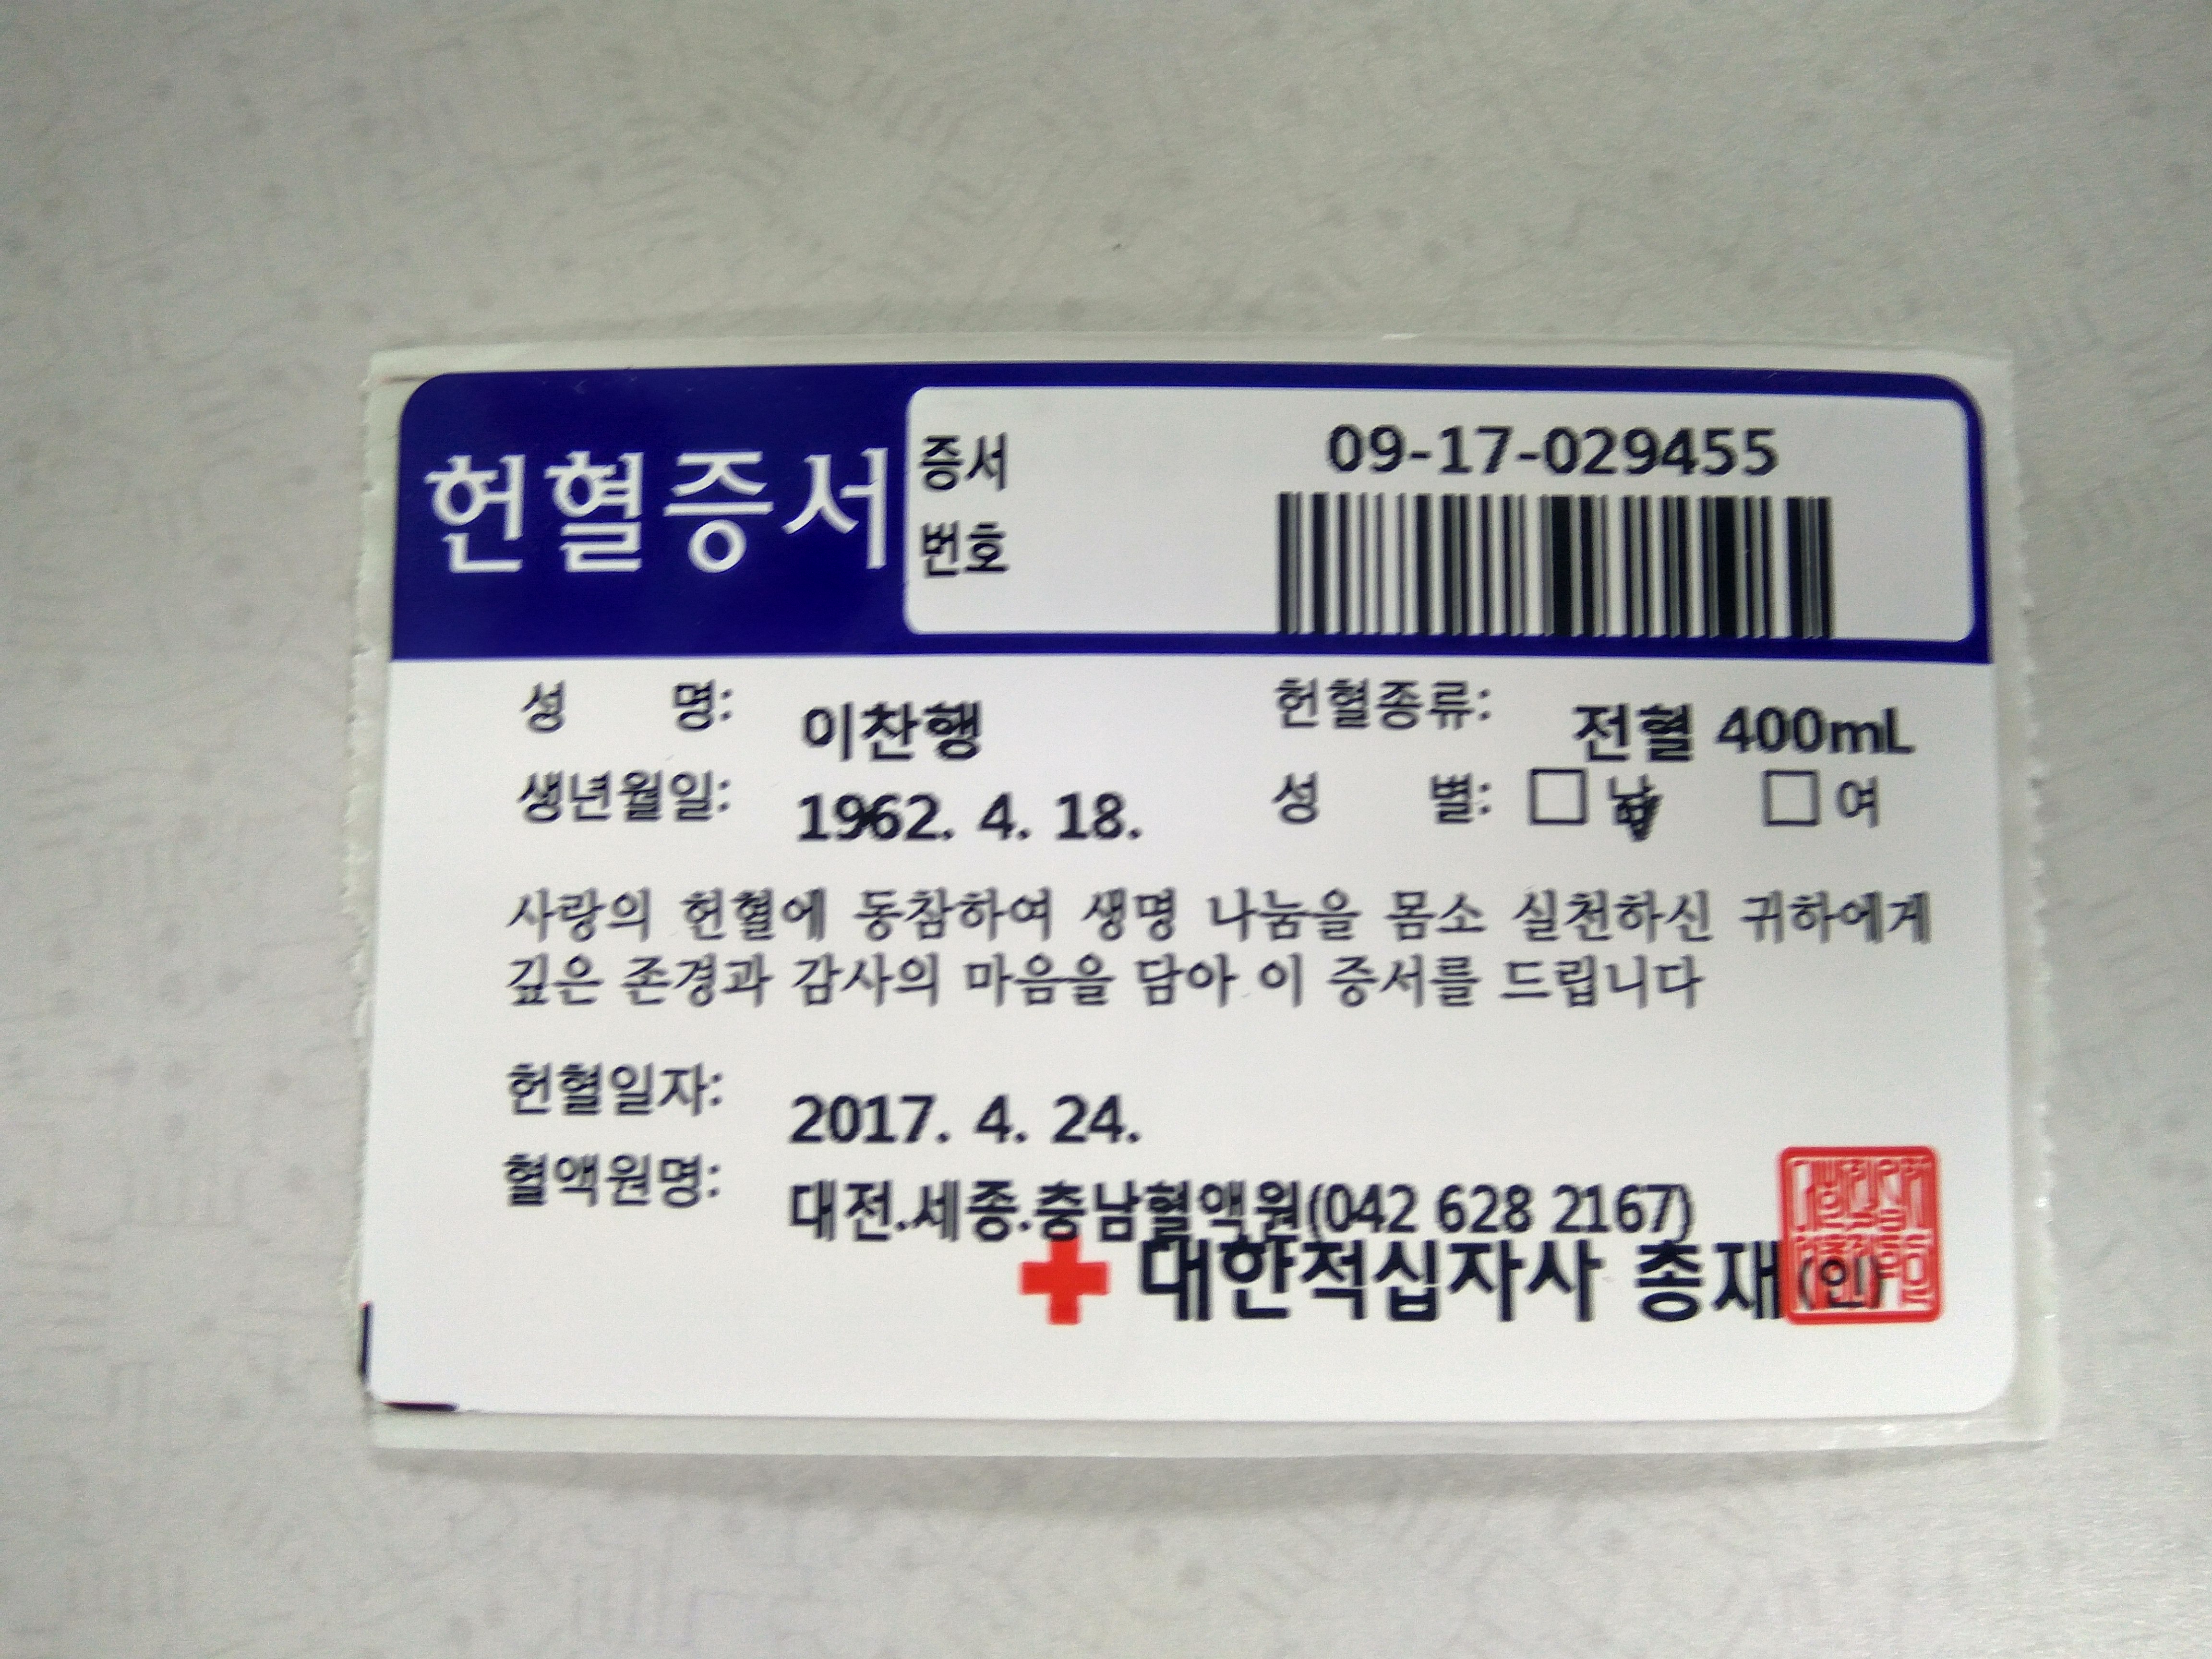 헌혈증서
증서
번호
09-17-029455
성 명: 이찬행
헌혈종류: 전혈 400mL
생년월일: 1962. 4. 18.
성 별: □ 남 □ 여
사랑의 헌혈에 동참하여 생명 나눔을 몸소 실천하신 귀하에게
깊은 존경과 감사의 마음을 담아 이 증서를 드립니다
헌혈일자: 2017. 4. 24.
혈액원명: 대전.세종.충남혈액원(042 628 2167)
대한적십자사 총재(인)